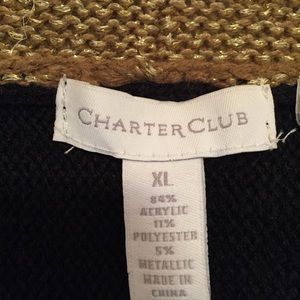 CHARTER CLUB
XL
84%
ACRYLIC
11%
POLYESTER
5%
METALLIC
MADE IN
CHINA